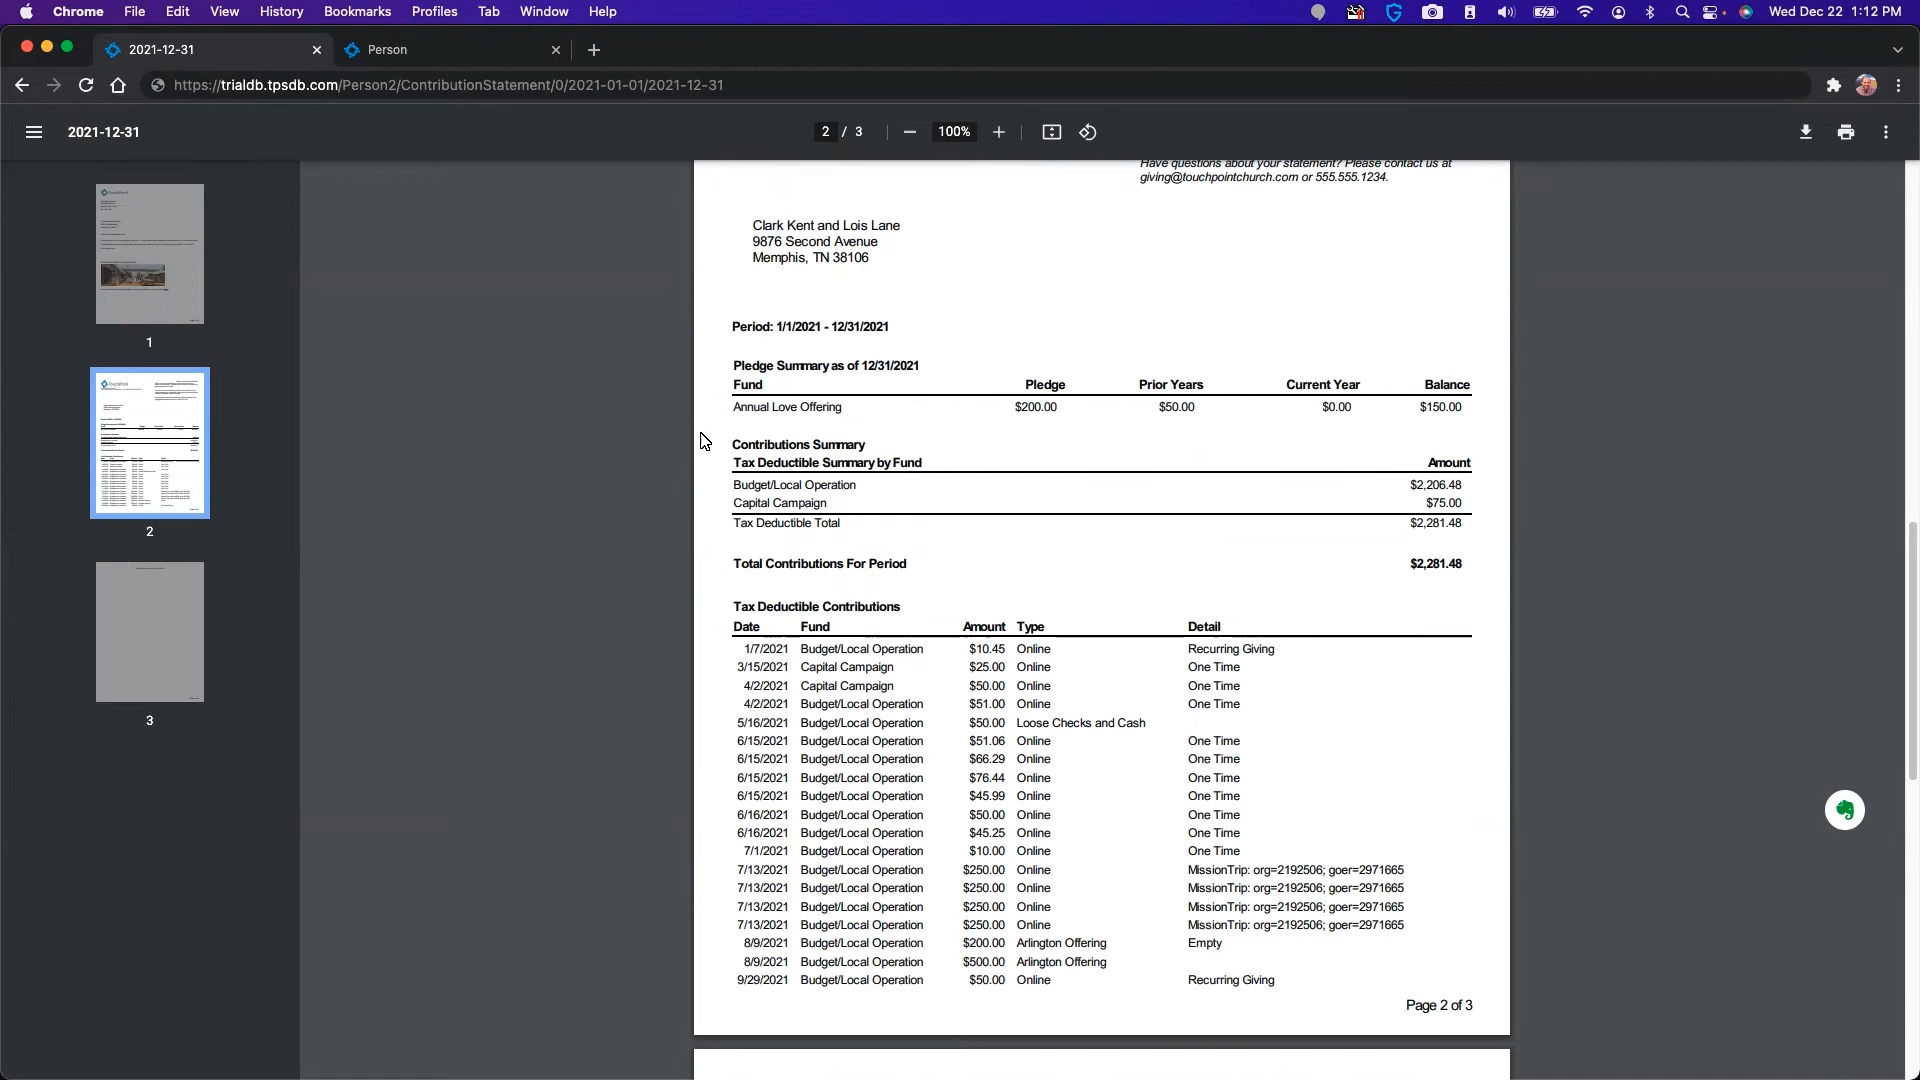 Chrome File Edit View History Bookmarks Profiles Tab Window Help Wed Dec 22 1:12 PM
2021-12-31 Person
https://trialdb.tpsdb.com/Person2/ContributionStatement/0/2021-01-01/2021-12-31
2021-12-31 2 / 3 100%
1
2
3
Have questions about your statement? Please contact us at
giving@touchpointchurch.com or 555.555.1234.
Clark Kent and Lois Lane
9876 Second Avenue
Memphis, TN 38106
Period: 1/1/2021 - 12/31/2021
Pledge Summary as of 12/31/2021
Fund Pledge Prior Years Current Year Balance
Annual Love Offering $200.00 $50.00 $0.00 $150.00
Contributions Summary
Tax Deductible Summary by Fund Amount
Budget/Local Operation $2,206.48
Capital Campaign $75.00
Tax Deductible Total $2,281.48
Total Contributions For Period $2,281.48
Tax Deductible Contributions
Date Fund Amount Type Detail
1/7/2021 Budget/Local Operation $10.45 Online Recurring Giving
3/15/2021 Capital Campaign $25.00 Online One Time
4/2/2021 Capital Campaign $50.00 Online One Time
4/2/2021 Budget/Local Operation $51.00 Online One Time
5/16/2021 Budget/Local Operation $50.00 Loose Checks and Cash
6/15/2021 Budget/Local Operation $51.06 Online One Time
6/15/2021 Budget/Local Operation $66.29 Online One Time
6/15/2021 Budget/Local Operation $76.44 Online One Time
6/15/2021 Budget/Local Operation $45.99 Online One Time
6/16/2021 Budget/Local Operation $50.00 Online One Time
6/16/2021 Budget/Local Operation $45.25 Online One Time
7/1/2021 Budget/Local Operation $10.00 Online One Time
7/13/2021 Budget/Local Operation $250.00 Online MissionTrip: org=2192506; goer=2971665
7/13/2021 Budget/Local Operation $250.00 Online MissionTrip: org=2192506; goer=2971665
7/13/2021 Budget/Local Operation $250.00 Online MissionTrip: org=2192506; goer=2971665
7/13/2021 Budget/Local Operation $250.00 Online MissionTrip: org=2192506; goer=2971665
8/9/2021 Budget/Local Operation $200.00 Arlington Offering Empty
8/9/2021 Budget/Local Operation $500.00 Arlington Offering
9/29/2021 Budget/Local Operation $50.00 Online Recurring Giving
Page 2 of 3